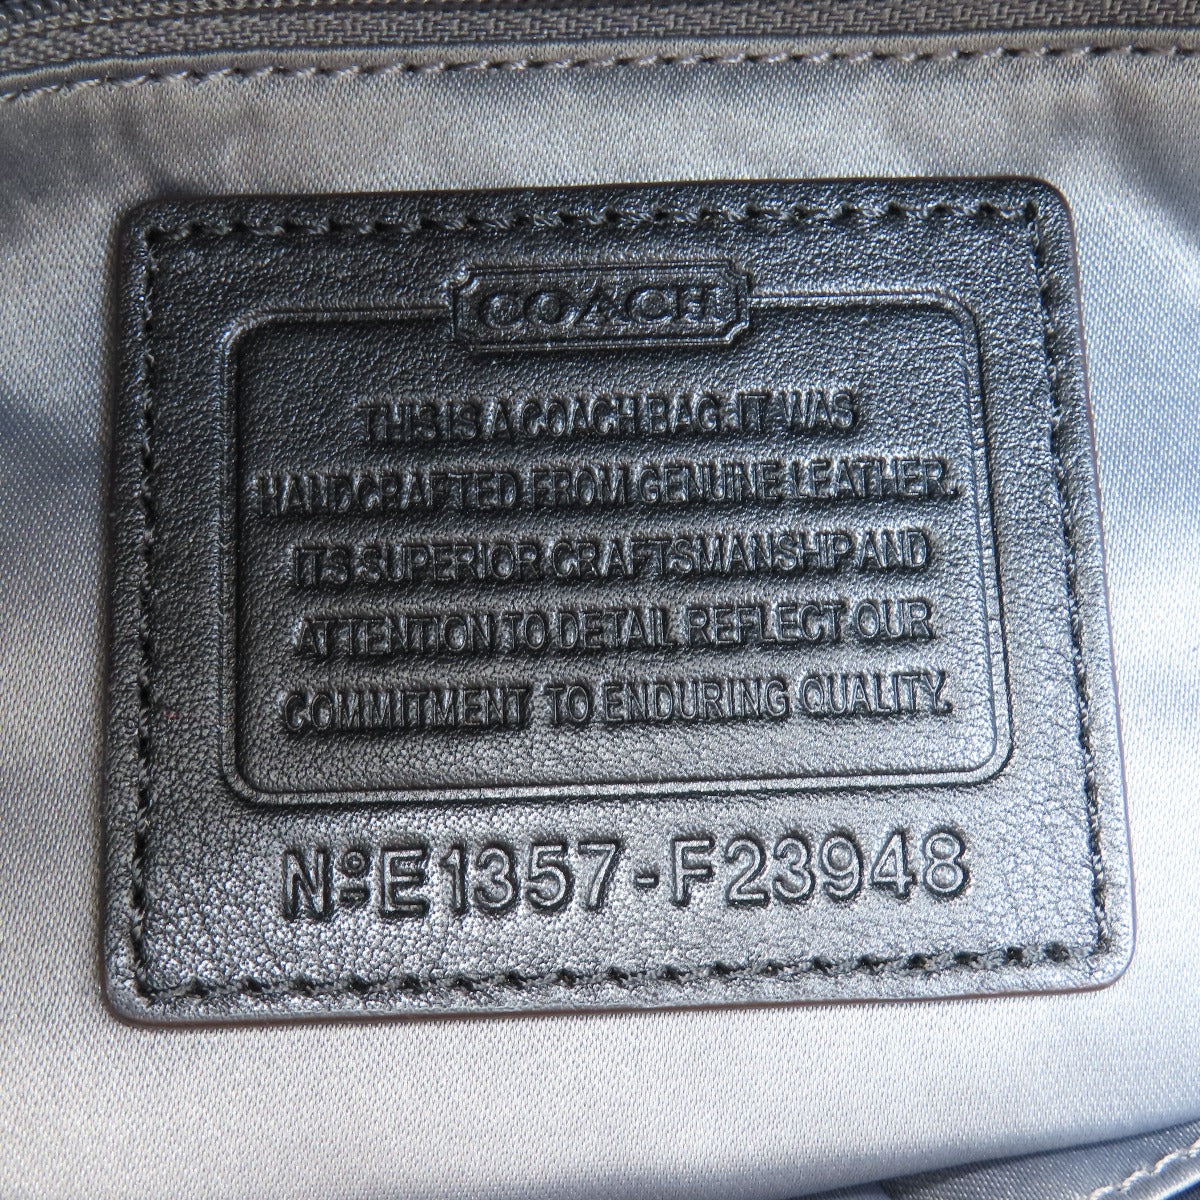 COACH
THIS IS A COACH BAG. IT WAS
HANDCRAFTED FROM GENUINE LEATHER.
ITS SUPERIOR CRAFTSMANSHIP AND
ATTENTION TO DETAIL REFLECT OUR
COMMITMENT TO ENDURING QUALITY.
Nº E1357-F23948